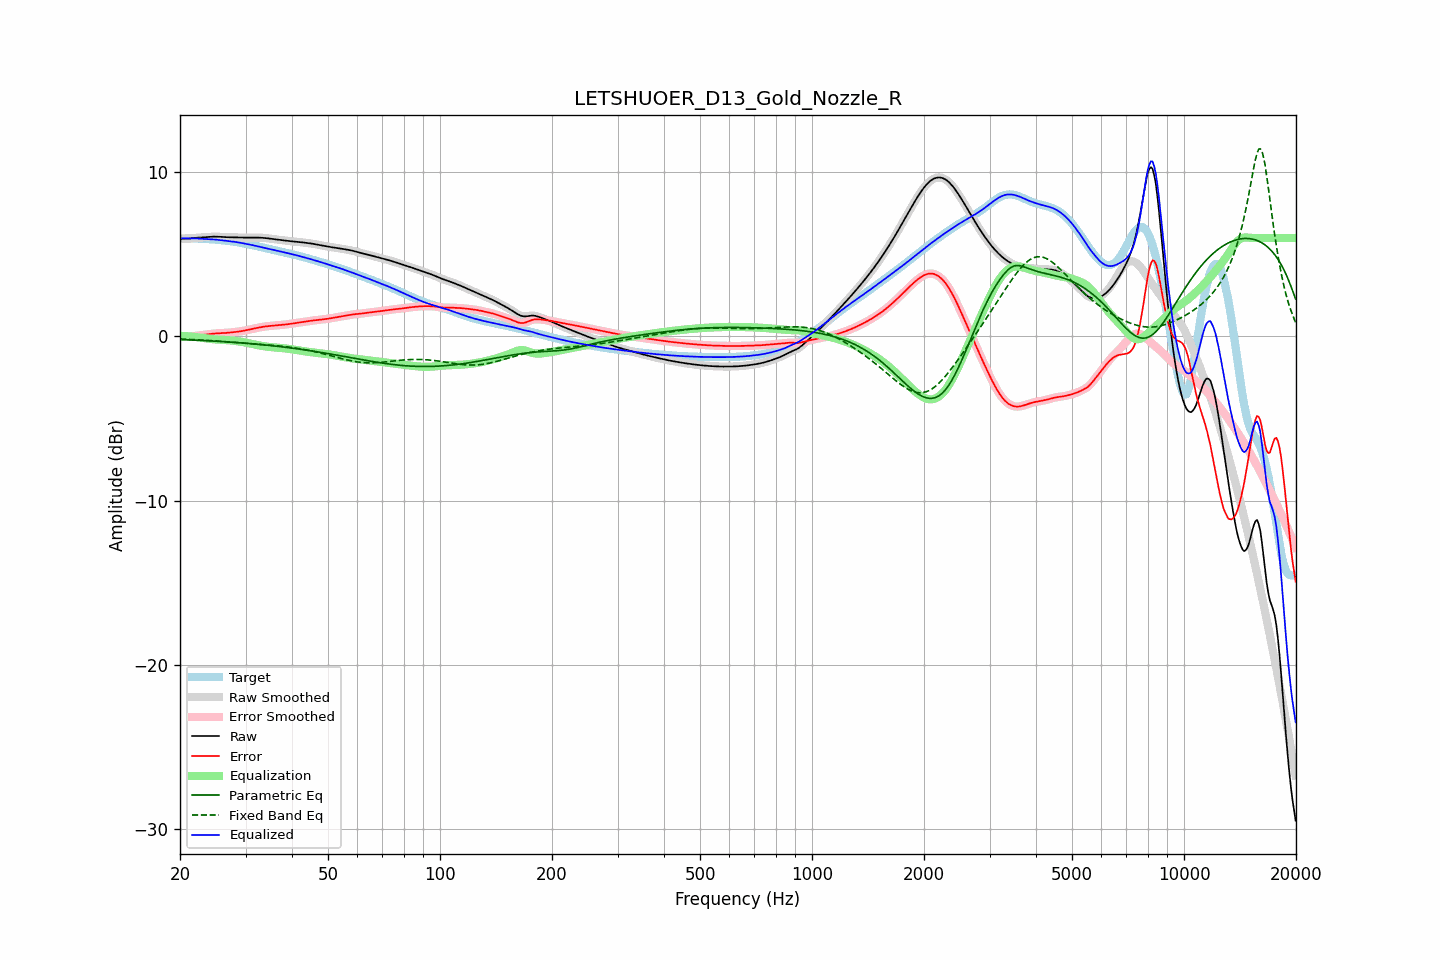 LETSHUOER_D13_Gold_Nozzle_R
Amplitude (dBr)
10
0
−10
−20
−30
Target
Raw Smoothed
Error Smoothed
Raw
Error
Equalization
Parametric Eq
Fixed Band Eq
Equalized
20 50 100 200 500 1000 2000 5000 10000 20000
Frequency (Hz)